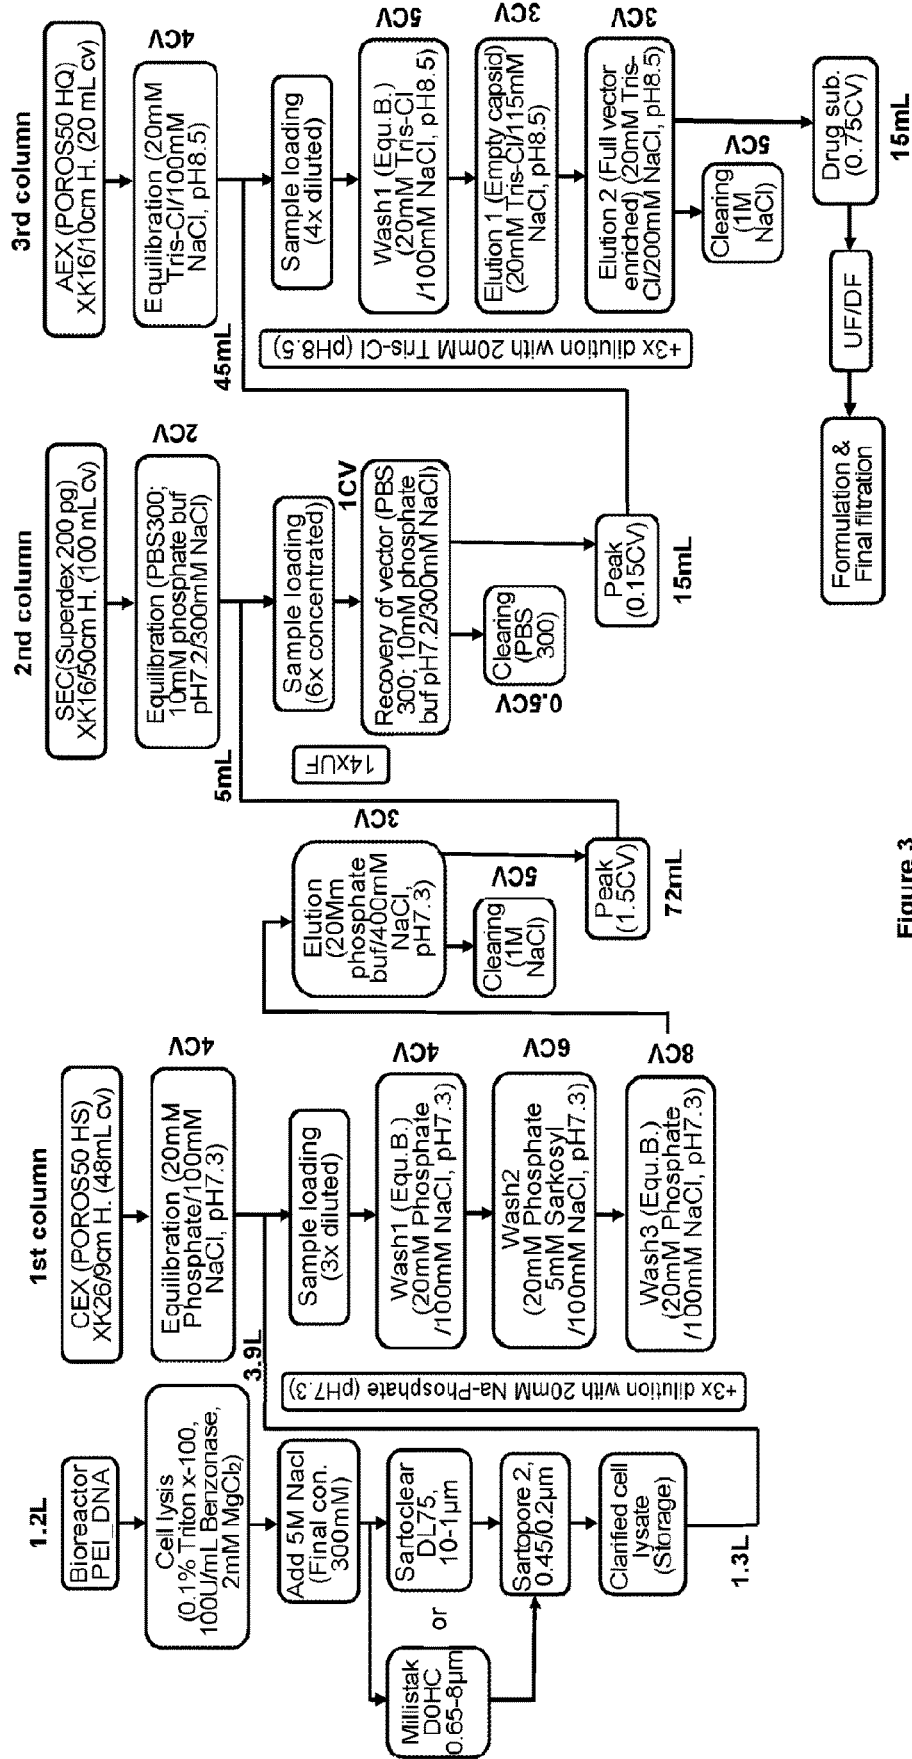 1.2L
Bioreactor
PEI_DNA
Cell lysis
(0.1% Triton x-100,
100U/mL Benzonase,
2mM MgCl₂)
Add 5M Nacl
(Final con.
300mM)
Millistak
D0HC
0.65-8µm
or
Sartoclear
DL75,
10-1µm
Sartopore 2,
0.45/0.2µm
Clarified cell
lysate
(Storage)
1.3L
+3x dilution with 20mM Na-Phosphate (pH7.3)
3.9L
1st column
CEX (POROS50 HS)
XK26/9cm H. (48mL cv)
Equilibration (20mM
Phosphate/100mM
NaCl, pH7.3)
4CV
Sample loading
(3x diluted)
Wash1 (Equ.B.)
(20mM Phosphate
/100mM NaCl, pH7.3)
4CV
Wash2
(20mM Phosphate
5mM Sarkosyl
/100mM NaCl, pH7.3)
6CV
Wash3 (Equ.B.)
(20mM Phosphate
/100mM NaCl, pH7.3)
8CV
Elution
(20Mm
phosphate
buf/400mM
NaCl,
pH7.3)
3CV
Clearing
(1M
NaCl)
5CV
Peak
(1.5CV)
72mL
14xUF
5mL
2nd column
SEC(Superdex200 pg)
XK16/50cm H. (100 mL cv)
Equilibration (PBS300;
10mM phosphate buf
pH7.2/300mM NaCl)
2CV
Sample loading
(6x concentrated)
1CV
Recovery of vector (PBS
300; 10mM phosphate
buf pH7.2/300mM NaCl)
Clearing
(PBS
300)
0.5CV
Peak
(0.15CV)
15mL
+3x dilution with 20mM Tris-Cl (pH8.5)
45mL
3rd column
AEX (POROS50 HQ)
XK16/10cm H. (20 mL cv)
Equilibration (20mM
Tris-Cl/100mM
NaCl, pH8.5)
4CV
Sample loading
(4x diluted)
Wash1 (Equ.B.)
(20mM Tris-Cl
/100mM NaCl, pH8.5)
5CV
Elution 1 (Empty capsid)
(20mM Tris-Cl/115mM
NaCl, pH8.5)
3CV
Elution 2 (Full vector
enriched) (20mM Tris-
Cl/200mM NaCl, pH8.5)
3CV
Clearing
(1M
NaCl)
5CV
Drug sub.
(0.75CV)
15mL
UF/DF
Formulation &
Final filtration
Figure 3